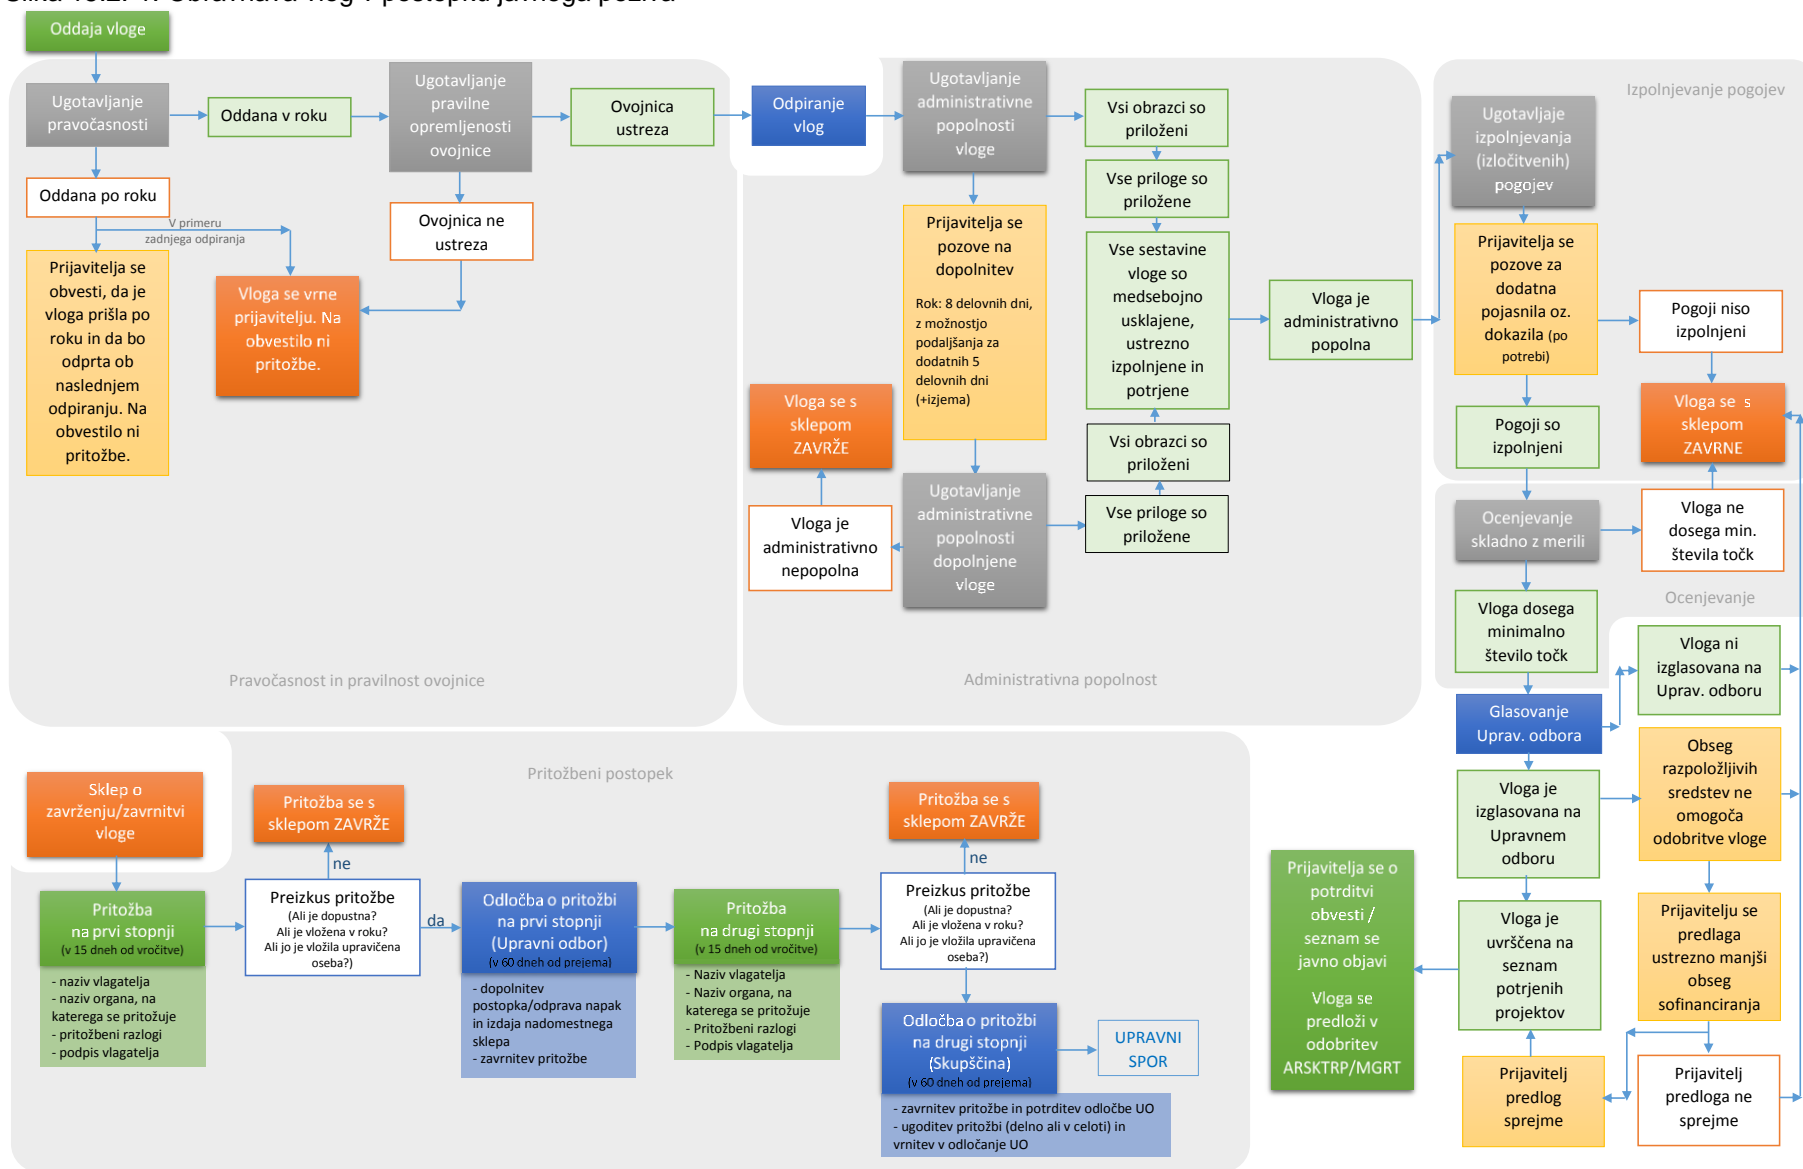 Oddaja vloge
Ugotavljanje
pravočasnosti
Oddana v roku
Ugotavljanje
pravilne
opremljenosti
ovojnice
Ovojnica
ustreza
Oddana po roku
V primeru
zadnjega odpiranja
Ovojnica ne
ustreza
Prijavitelja se
obvesti, da je
vloga prišla po
roku in da bo
odprta ob
naslednjem
odpiranju. Na
obvestilo ni
pritožbe.
Vloga se vrne
prijavitelju. Na
obvestilo ni
pritožbe.
Pravočasnost in pravilnost ovojnice
Odpiranje
vlog
Ugotavljanje
administrativne
popolnosti
vloge
Vsi obrazci so
priloženi
Vse priloge so
priložene
Prijavitelja se
pozove na
dopolnitev
Rok: 8 delovnih dni,
z možnostjo
podaljšanja za
dodatnih 5
delovnih dni
(+izjema)
Vse sestavine
vloge so
medsebojno
usklajene,
ustrezno
izpolnjene in
potrjene
Vloga je
administrativno
popolna
Vloga se s
sklepom
ZAVRŽE
Vsi obrazci so
priloženi
Vloga je
administrativno
nepopolna
Ugotavljanje
administrativne
popolnosti
dopolnjene
vloge
Vse priloge so
priložene
Administrativna popolnost
Izpolnjevanje pogojev
Ugotavljaje
izpolnjevanja
(izločitvenih)
pogojev
Prijavitelja se
pozove za
dodatna
pojasnila oz.
dokazila (po
potrebi)
Pogoji niso
izpolnjeni
Pogoji so
izpolnjeni
Vloga se s
sklepom
ZAVRNE
Ocenjevanje
skladno z merili
Vloga ne
dosega min.
števila točk
Ocenjevanje
Vloga dosega
minimalno
število točk
Vloga ni
izglasovana na
Uprav. odboru
Glasovanje
Uprav. odbora
Obseg
razpoložljivih
sredstev ne
omogoča
odobritve vloge
Vloga je
izglasovana na
Upravnem
odboru
Prijavitelja se o
potrditvi
obvesti /
seznam se
javno objavi
Vloga se
predloži v
odobritev
ARSKTRP/MGRT
Vloga je
uvrščena na
seznam
potrjenih
projektov
Prijavitelju se
predlaga
ustrezno manjši
obseg
sofinanciranja
Prijavitelj
predlog
sprejme
Prijavitelj
predloga ne
sprejme
Pritožbeni postopek
Sklep o
zavrženju/zavrnitvi
vloge
Pritožba se s
sklepom ZAVRŽE
ne
Pritožba se s
sklepom ZAVRŽE
ne
Pritožba
na prvi stopnji
(v 15 dneh od vročitve)
- naziv vlagatelja
- naziv organa, na
katerega se pritožuje
- pritožbeni razlogi
- podpis vlagatelja
Preizkus pritožbe
(Ali je dopustna?
Ali je vložena v roku?
Ali jo je vložila upravičena
oseba?)
da
Odločba o pritožbi
na prvi stopnji
(Upravni odbor)
(v 60 dneh od prejema)
- dopolnitev
postopka/odprava napak
in izdaja nadomestnega
sklepa
- zavrnitev pritožbe
Pritožba
na drugi stopnji
(v 15 dneh od vročitve)
- Naziv vlagatelja
- Naziv organa, na
katerega se pritožuje
- Pritožbeni razlogi
- Podpis vlagatelja
Preizkus pritožbe
(Ali je dopustna?
Ali je vložena v roku?
Ali jo je vložila upravičena
oseba?)
Odločba o pritožbi
na drugi stopnji
(Skupščina)
(v 60 dneh od prejema)
- zavrnitev pritožbe in potrditev odločbe UO
- ugoditev pritožbi (delno ali v celoti) in
vrnitev v odločanje UO
UPRAVNI
SPOR